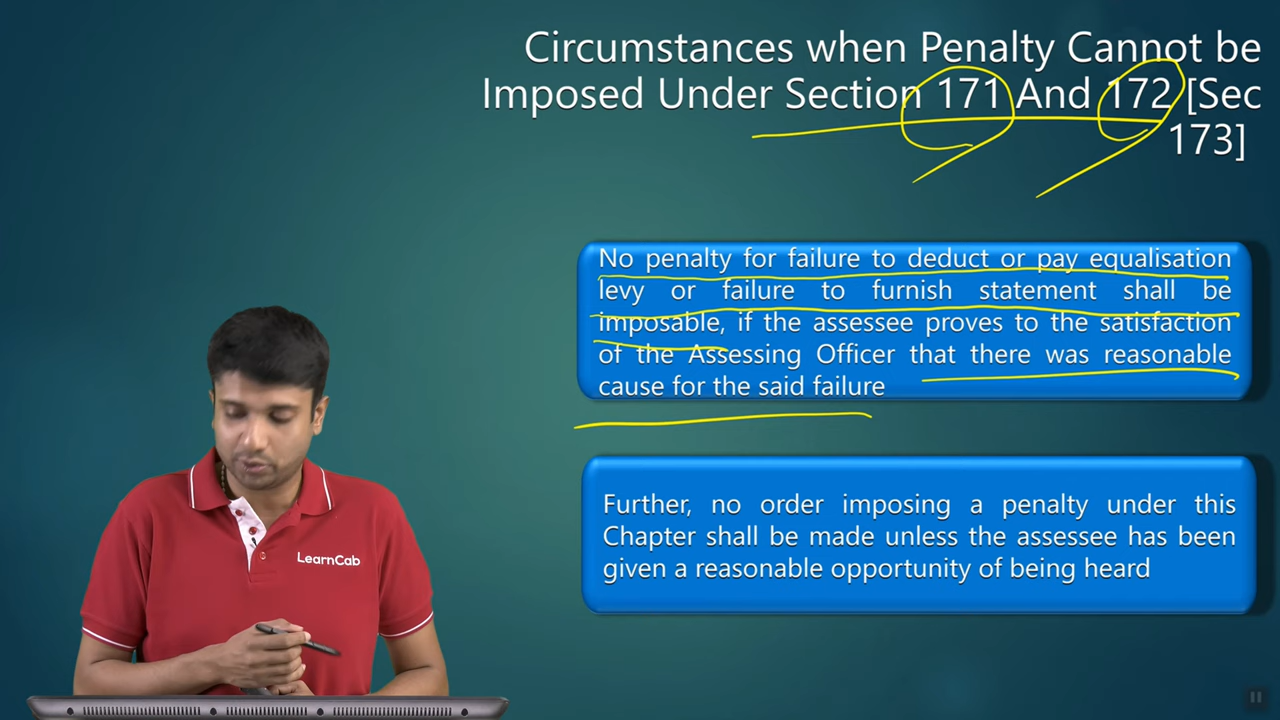 Circumstances when Penalty Cannot be
Imposed Under Section 171 And 172 [Sec
173]
No penalty for failure to deduct or pay equalisation
levy or failure to furnish statement shall be
imposable, if the assessee proves to the satisfaction
of the Assessing Officer that there was reasonable
cause for the said failure
Further, no order imposing a penalty under this
Chapter shall be made unless the assessee has been
given a reasonable opportunity of being heard
LearnCab